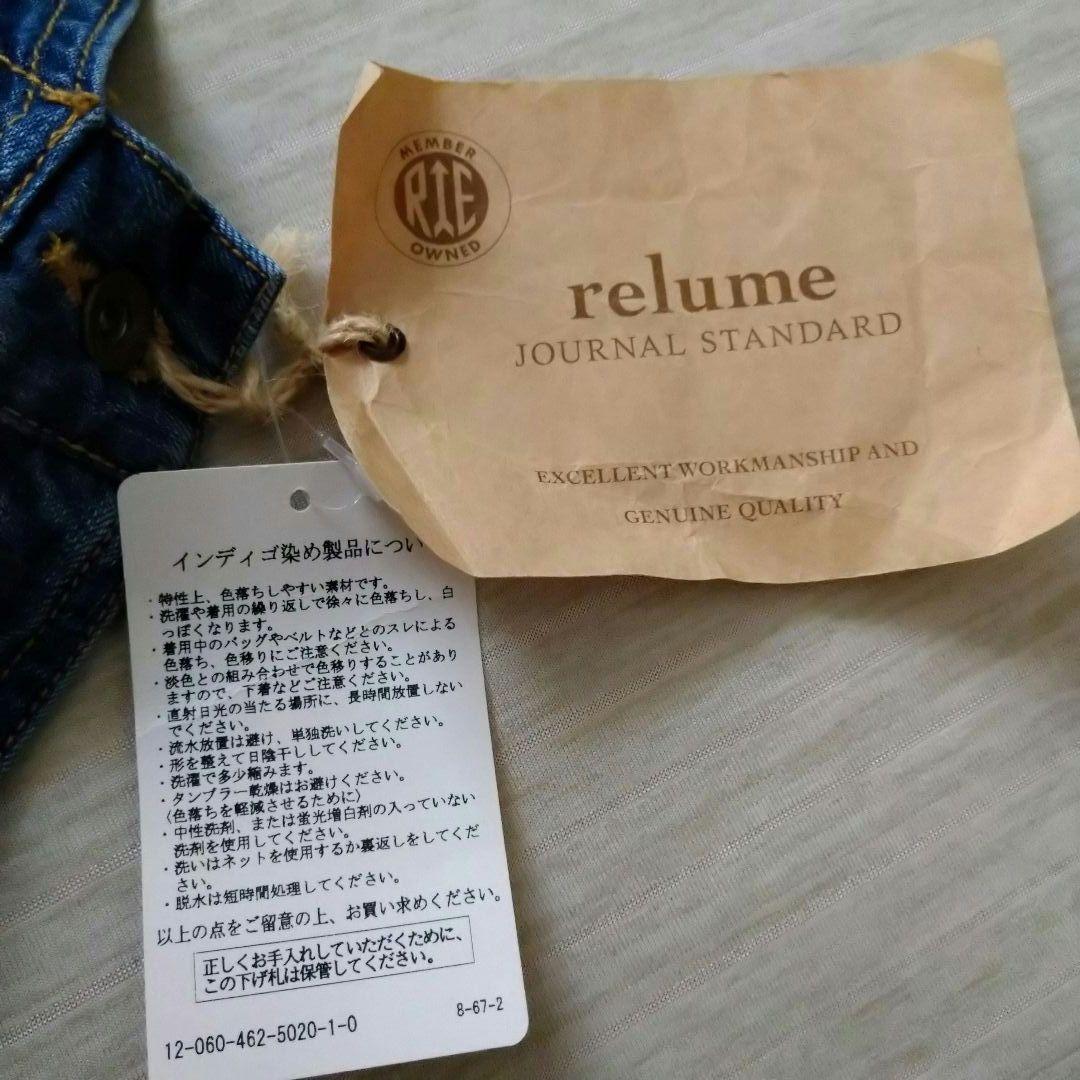 MEMBER
RIE
OWNED
relume
JOURNAL STANDARD
EXCELLENT WORKMANSHIP AND
GENUINE QUALITY
インディゴ染め製品につい
・特性上、色落ちしやすい素材です。
・洗濯や着用の繰り返しで徐々に色落ちし、白
っぽくなります。
・着用中のバッグやベルトなどとのスレによる
色落ち、色移りにご注意ください。
・淡色との組み合わせで色移りすることがあり
ますので、下着などご注意ください。
・直射日光の当たる場所に、長時間放置しない
でください。
・流水放置は避け、単独洗いしてください。
・形を整えて日陰干ししてください。
・洗濯で多少縮みます。
・タンブラー乾燥はお避けください。
〈色落ちを軽減させるために〉
・中性洗剤、または蛍光増白剤の入っていない
洗剤を使用してください。
・洗いはネットを使用するか裏返しをしてくだ
さい。
・脱水は短時間処理してください。
以上の点をご留意の上、お買い求めください。
正しくお手入れしていただくために、
この下げ札は保管してください。
8-67-2
12-060-462-5020-1-0